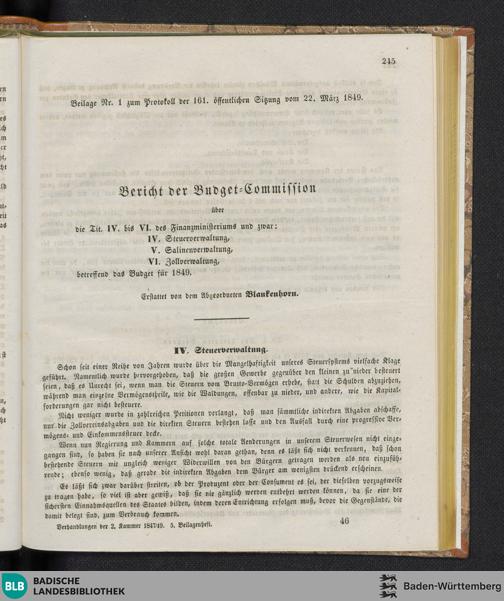 245
Beilage Nr. 1 zum Protokoll der 161. öffentlichen Sitzung vom 22. März 1849.
Bericht der Budget-Commission
über
die Tit. IV. bis VI. des Finanzministeriums und zwar:
IV. Steuerverwaltung,
V. Salinenverwaltung,
VI. Zollverwaltung,
betreffend das Budget für 1849.
Erstattet von dem Abgeordneten Blankenhorn.
IV. Steuerverwaltung.
Schon seit einer Reihe von Jahren wurde über die Mangelhaftigkeit unseres Steuersystems vielfache Klage
geführt. Namentlich wurde hervorgehoben, daß die großen Gewerbe gegenüber den kleinen zu nieder besteuert
seien, daß es Unrecht sei, wenn man die Steuern vom Brutto-Vermögen erhebe, statt die Schulden abzuziehen,
während man einzelne Vermögenstheile, wie die Waldungen, offenbar zu nieder, und andere, wie die Kapital-
forderungen gar nicht besteuere.
Nicht weniger wurde in zahlreichen Petitionen verlangt, daß man sämmtliche indirekten Abgaben abschaffe,
nur die Zollvereinsabgaben und die direkten Steuern bestehen lasse und den Ausfall durch eine progressive Ver-
mögens- und Einkommensteuer decke.
Wenn nun Regierung und Kammern auf solche totale Aenderungen in unserem Steuerwesen nicht einge-
gangen sind, so haben sie nach unserer Ansicht wohl daran gethan, denn es läßt sich nicht verkennen, daß schon
bestehende Steuern mit ungleich weniger Widerwillen von den Bürgern getragen werden als neu einzufüh-
rende; ebenso wenig, daß gerade die indirekten Abgaben dem Bürger am wenigsten drückend erscheinen.
Es läßt sich zwar darüber streiten, ob der Produzent oder der Consument es sei, der dieselben vorzugsweise
zu tragen habe, so viel ist aber gewiß, daß sie nie gänzlich werden entbehrt werden können, da sie eine der
sichersten Einnahmsquellen des Staates bilden, indem deren Entrichtung erfolgen muß, bevor die Gegenstände, die
damit belegt sind, zum Verbrauch kommen.
Verhandlungen der 2. Kammer 1847/49. 5. Beilagenheft.
46
BLB
BADISCHE
LANDESBIBLIOTHEK
Baden-Württemberg